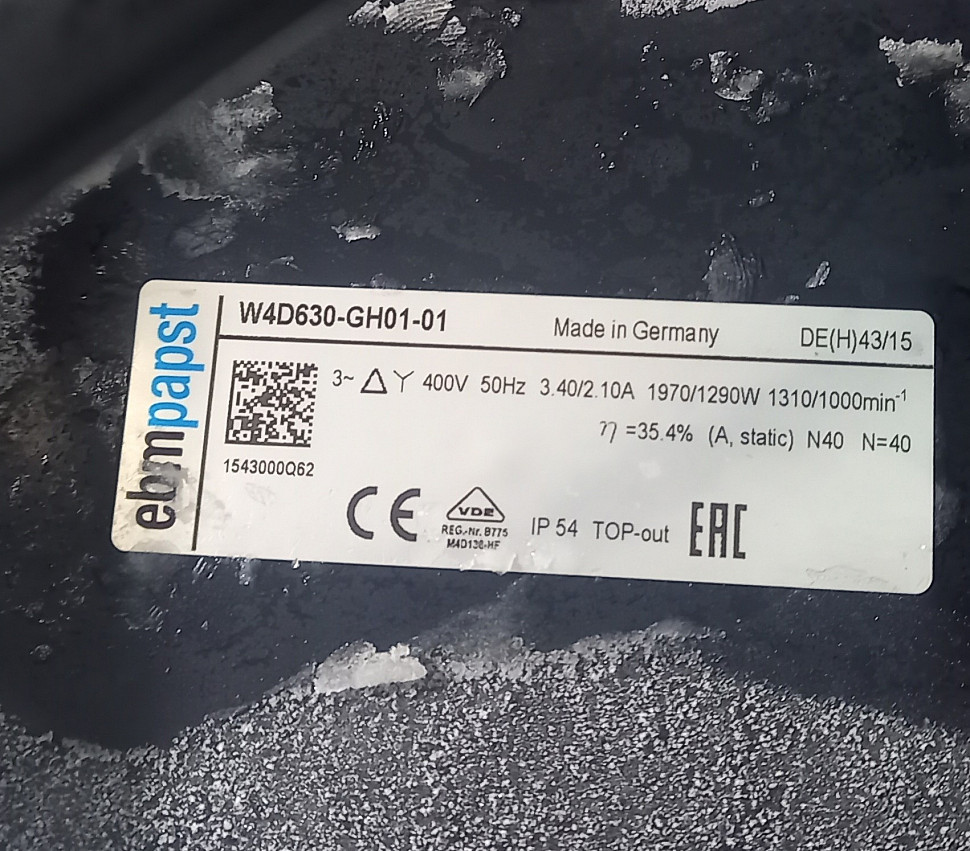 ebmpapst
W4D630-GH01-01 Made in Germany DE(H)43/15
3~ △ Y 400V 50Hz 3.40/2.10A 1970/1290W 1310/1000min⁻¹
η =35.4% (A, static) N40 N=40
1543000Q62
CE VDE IP 54 TOP-out EAC
REG.-Nr. B775
M4D138-HF